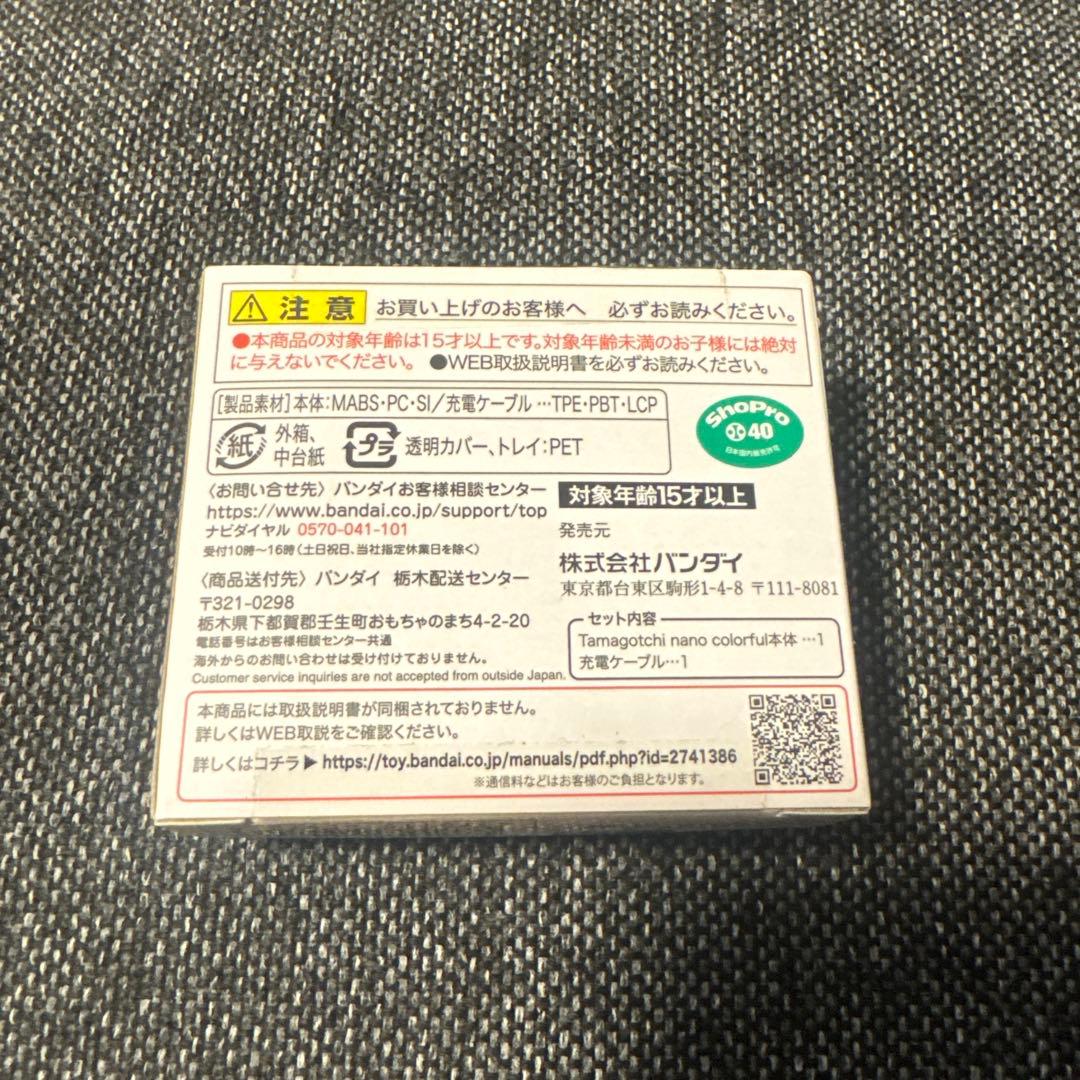 注意 お買い上げのお客様へ 必ずお読みください。
●本商品の対象年齢は15才以上です。対象年齢未満のお子様には絶対
に与えないでください。 ●WEB取扱説明書を必ずお読みください。
[製品素材]本体:MABS・PC・SI/充電ケーブル…TPE・PBT・LCP
紙 外箱、
中台紙
プラ 透明カバー、トレイ:PET
ShoPro
40
日本国内販売許可
〈お問い合せ先〉バンダイお客様相談センター
https://www.bandai.co.jp/support/top
ナビダイヤル 0570-041-101
受付10時〜16時(土日祝日、当社指定休業日を除く)
〈商品送付先〉バンダイ 栃木配送センター
〒321-0298
栃木県下都賀郡壬生町おもちゃのまち4-2-20
電話番号はお客様相談センター共通
海外からのお問い合わせは受け付けておりません。
Customer service inquiries are not accepted from outside Japan.
対象年齢15才以上
発売元
株式会社バンダイ
東京都台東区駒形1-4-8 〒111-8081
セット内容
Tamagotchi nano colorful本体…1
充電ケーブル…1
本商品には取扱説明書が同梱されておりません。
詳しくはWEB取説をご確認ください。
詳しくはコチラ▶https://toy.bandai.co.jp/manuals/pdf.php?id=2741386
※通信料などはお客様のご負担となります。